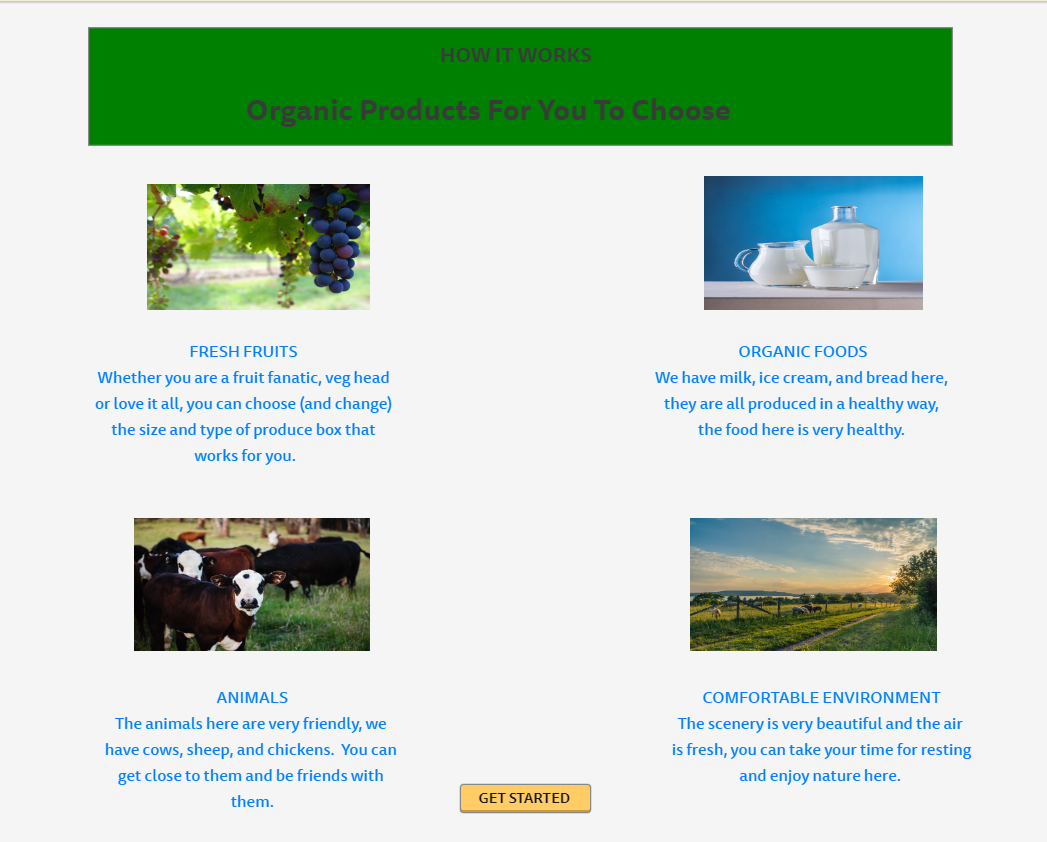 HOW IT WORKS
Organic Products For You To Choose
FRESH FRUITS
Whether you are a fruit fanatic, veg head
or love it all, you can choose (and change)
the size and type of produce box that
works for you.
ORGANIC FOODS
We have milk, ice cream, and bread here,
they are all produced in a healthy way,
the food here is very healthy.
ANIMALS
The animals here are very friendly, we
have cows, sheep, and chickens.  You can
get close to them and be friends with
them.
COMFORTABLE ENVIRONMENT
The scenery is very beautiful and the air
is fresh, you can take your time for resting
and enjoy nature here.
GET STARTED